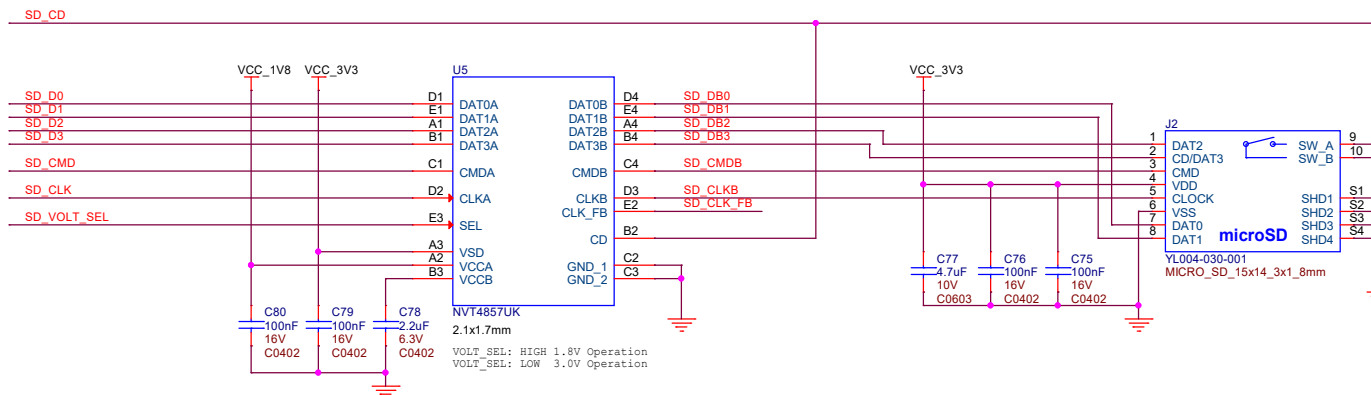 SD_CD
VCC_1V8
VCC_3V3
U5
VCC_3V3
SD_D0
D1
DAT0A
DAT0B
D4
SD_DB0
SD_D1
E1
DAT1A
DAT1B
E4
SD_DB1
SD_D2
A1
DAT2A
DAT2B
A4
SD_DB2
SD_D3
B1
DAT3A
DAT3B
B4
SD_DB3
SD_CMD
C1
CMDA
CMDB
C4
SD_CMDB
SD_CLK
D2
CLKA
CLKB
D3
SD_CLKB
CLK_FB
E2
SD_CLK_FB
SD_VOLT_SEL
E3
SEL
CD
B2
A3
VSD
A2
VCCA
GND_1
C2
B3
VCCB
GND_2
C3
NVT4857UK
2.1x1.7mm
VOLT_SEL: HIGH 1.8V Operation
VOLT_SEL: LOW 3.0V Operation
C80
100nF
16V
C0402
C79
100nF
16V
C0402
C78
2.2uF
6.3V
C0402
C77
4.7uF
10V
C0603
C76
100nF
16V
C0402
C75
100nF
16V
C0402
J2
1
DAT2
SW_A
9
2
CD/DAT3
SW_B
10
3
CMD
4
VDD
5
CLOCK
SHD1
S1
6
VSS
SHD2
S2
7
DAT0
SHD3
S3
8
DAT1
microSD
SHD4
S4
YL004-030-001
MICRO_SD_15x14_3x1_8mm